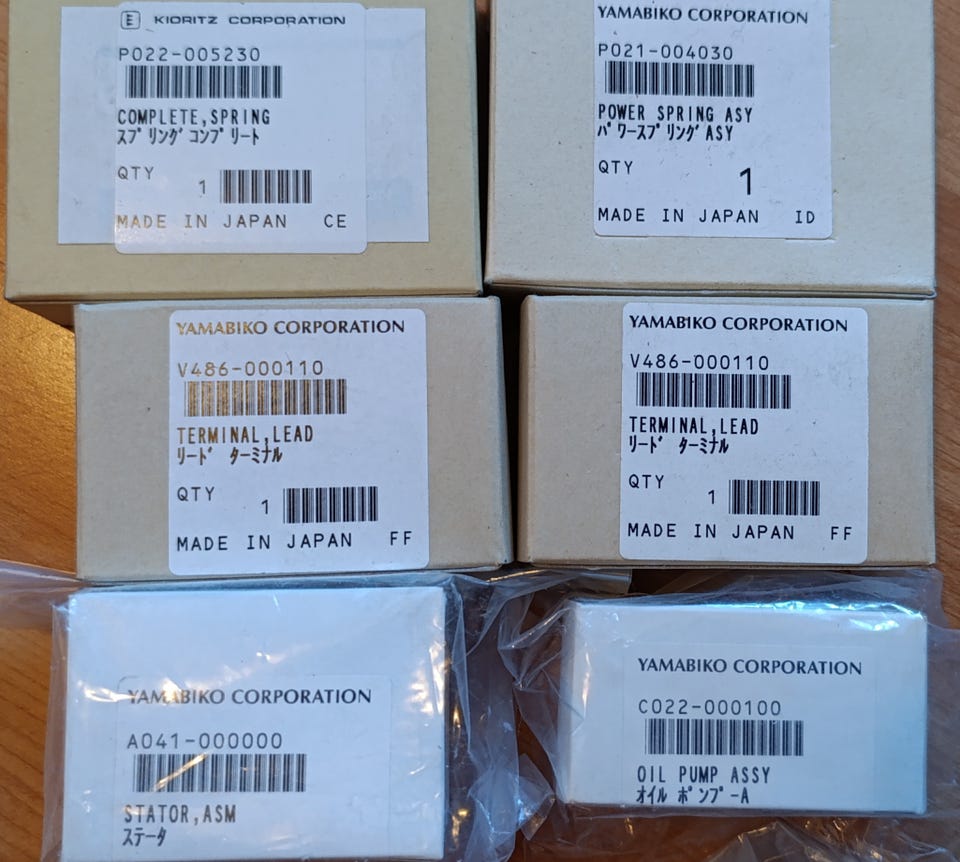 KIORITZ CORPORATION
P022-005230
COMPLETE,SPRING
スプリングコンプリート
QTY
1
MADE IN JAPAN CE
YAMABIKO CORPORATION
P021-004030
POWER SPRING ASY
パワースプリングASY
QTY
1
MADE IN JAPAN ID
YAMABIKO CORPORATION
V486-000110
TERMINAL,LEAD
リード ターミナル
QTY
1
MADE IN JAPAN FF
YAMABIKO CORPORATION
V486-000110
TERMINAL,LEAD
リード ターミナル
QTY
1
MADE IN JAPAN FF
YAMABIKO CORPORATION
A041-000000
STATOR,ASM
ステータ
YAMABIKO CORPORATION
C022-000100
OIL PUMP ASSY
オイル ポンプ-A